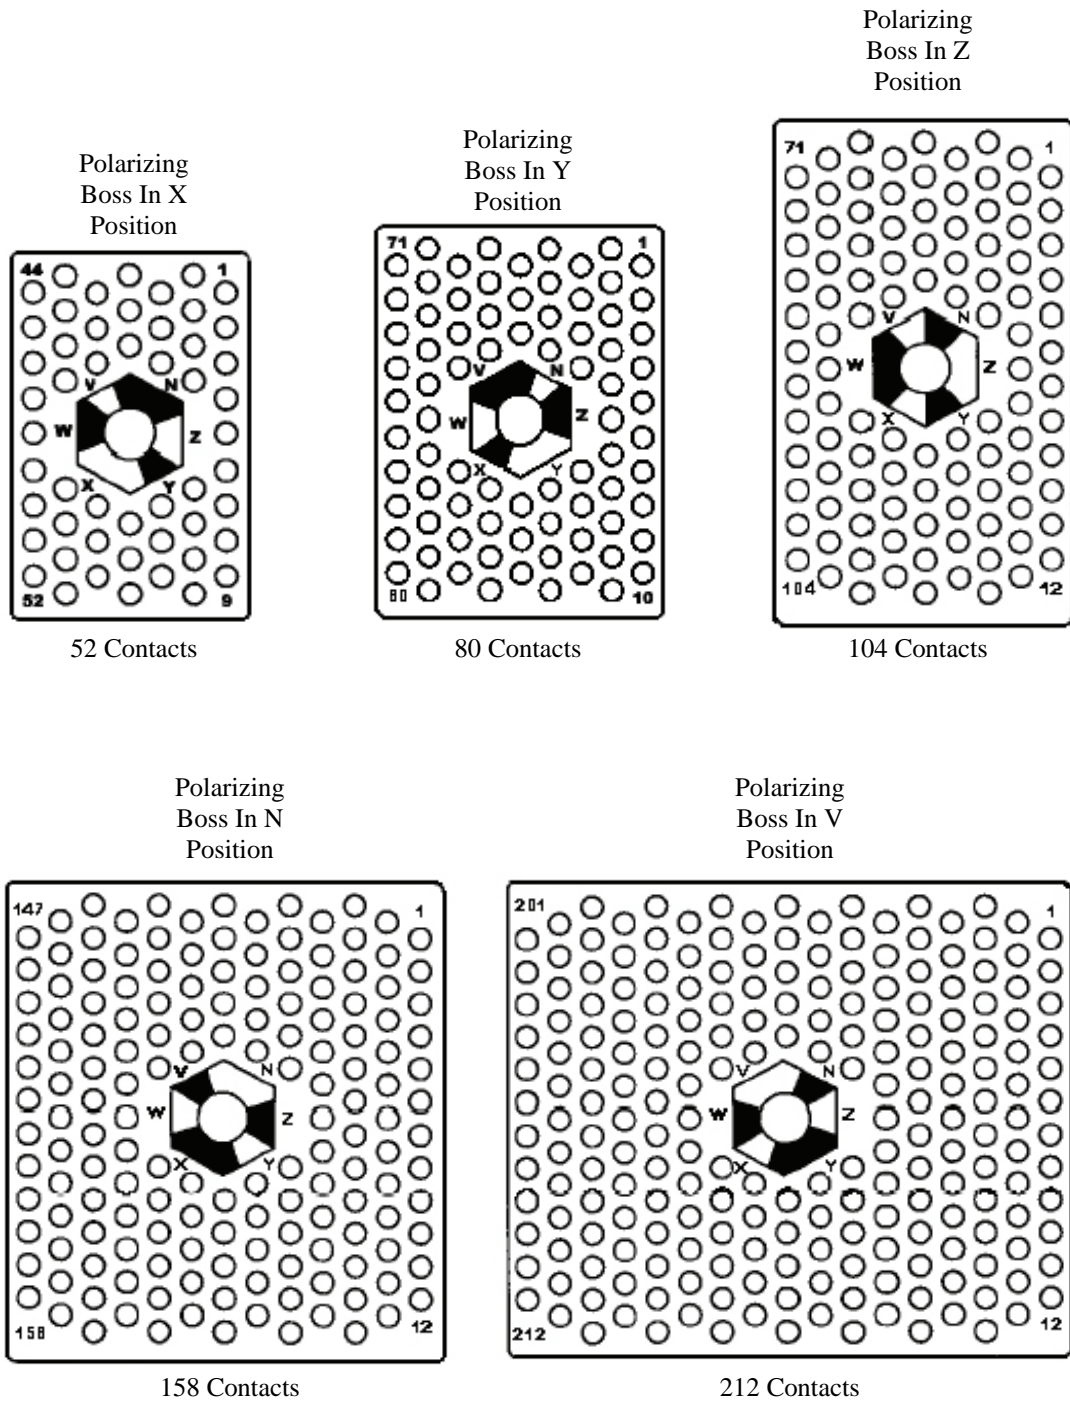 Polarizing
Boss In X
Position
44 1
V N
W Z
X Y
52 9
52 Contacts
Polarizing
Boss In Y
Position
71 1
V N
W Z
X Y
80 10
80 Contacts
Polarizing
Boss In Z
Position
71 1
V N
W Z
X Y
104 12
104 Contacts
Polarizing
Boss In N
Position
147 1
V N
W Z
X Y
158 12
158 Contacts
Polarizing
Boss In V
Position
201 1
V N
W Z
X Y
212 12
212 Contacts